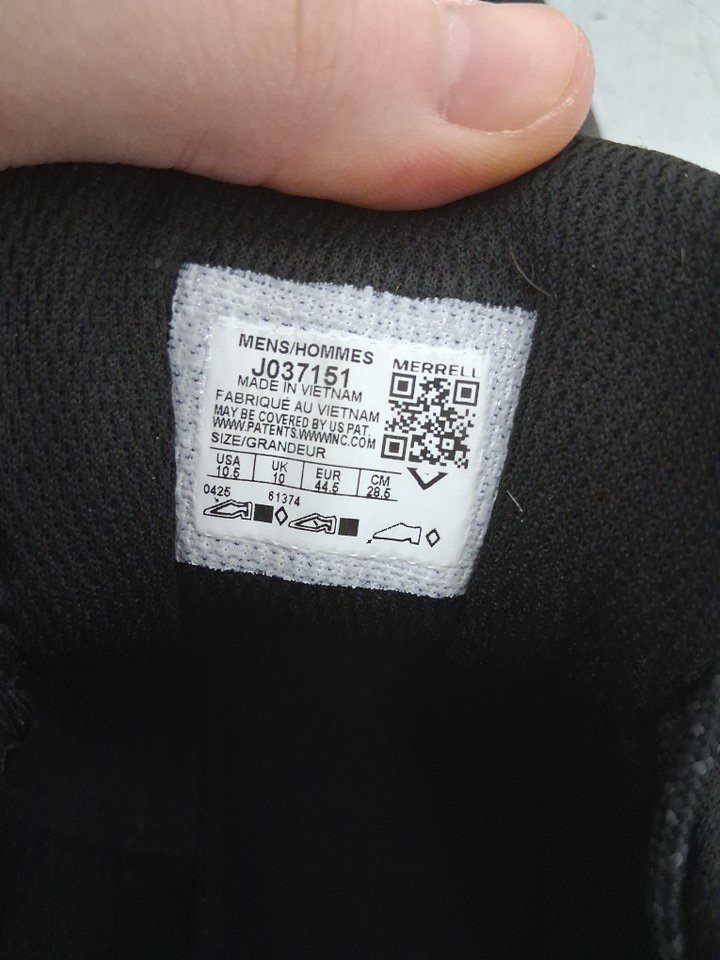 MENS/HOMMES
J037151
MADE IN VIETNAM
FABRIQUÉ AU VIETNAM
MAY BE COVERED BY US PAT.
WWW.PATENTS.WWWINC.COM
SIZE/GRANDEUR
MERRELL
USA UK EUR CM
10.5 10 44.5 28.5
0425 61374